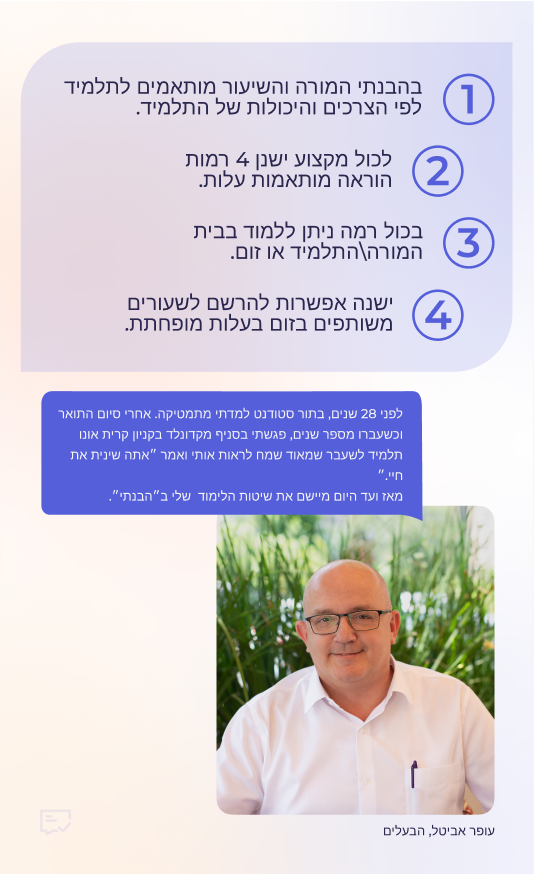 1
בהבנתי המורה והשיעור מותאמים לתלמיד
לפי הצרכים והיכולות של התלמיד.
2
לכול מקצוע ישנן 4 רמות
הוראה מותאמות עלות.
3
בכול רמה ניתן ללמוד בבית
המורה\התלמיד או זום.
4
ישנה אפשרות להרשם לשעורים
משותפים בזום בעלות מופחתת.
לפני 28 שנים, בתור סטודנט למדתי מתמטיקה. אחרי סיום התואר
וכשעברו מספר שנים, פגשתי בסניף מקדונלד בקניון קרית אונו
תלמיד לשעבר שמאוד שמח לראות אותי ואמר ״אתה שינית את
חיי.״
מאז ועד היום מיישם את שיטות הלימוד שלי ב״הבנתי״.
עופר אביטל, הבעלים